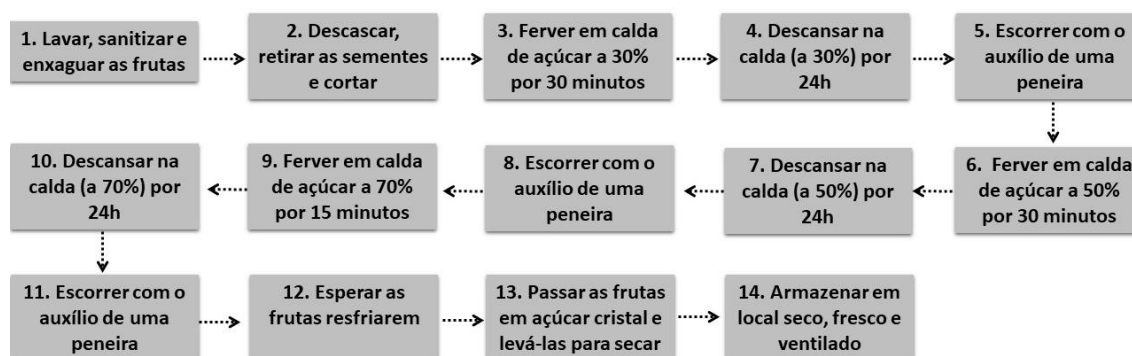 1. Lavar, sanitizar e
enxaguar as frutas
2. Descascar,
retirar as sementes
e cortar
3. Ferver em calda
de açúcar a 30%
por 30 minutos
4. Descansar na
calda (a 30%) por
24h
5. Escorrer com o
auxílio de uma
peneira
6. Ferver em calda
de açúcar a 50%
por 30 minutos
7. Descansar na
calda (a 50%) por
24h
8. Escorrer com o
auxílio de uma
peneira
9. Ferver em calda
de açúcar a 70%
por 15 minutos
10. Descansar na
calda (a 70%) por
24h
11. Escorrer com o
auxílio de uma
peneira
12. Esperar as
frutas resfriarem
13. Passar as frutas
em açúcar cristal e
levá-las para secar
14. Armazenar em
local seco, fresco e
ventilado